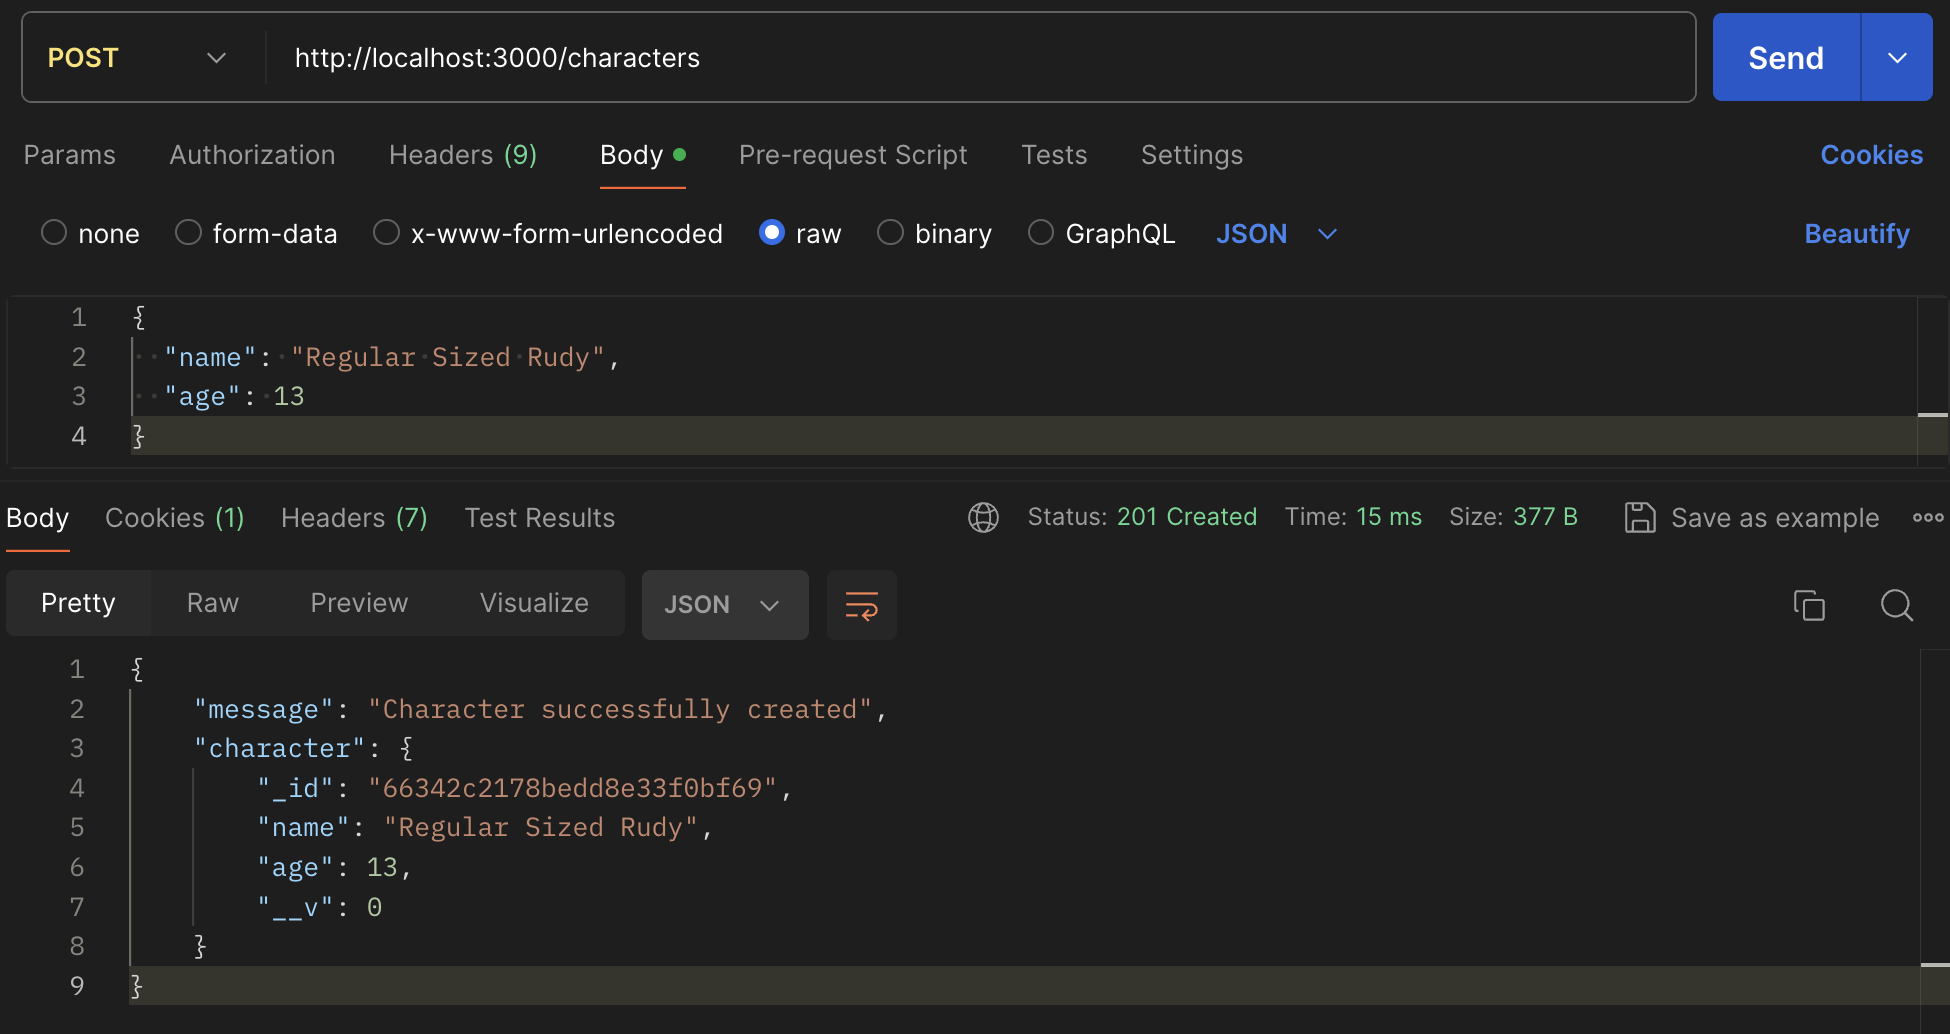 POST http://localhost:3000/characters Send
Params Authorization Headers (9) Body Pre-request Script Tests Settings Cookies
none form-data x-www-form-urlencoded raw binary GraphQL JSON Beautify
1 {
2 "name": "Regular Sized Rudy",
3 "age": 13
4 }
Body Cookies (1) Headers (7) Test Results Status: 201 Created Time: 15 ms Size: 377 B Save as example
Pretty Raw Preview Visualize JSON
1 {
2 "message": "Character successfully created",
3 "character": {
4 "_id": "66342c2178bedd8e33f0bf69",
5 "name": "Regular Sized Rudy",
6 "age": 13,
7 "__v": 0
8 }
9 }